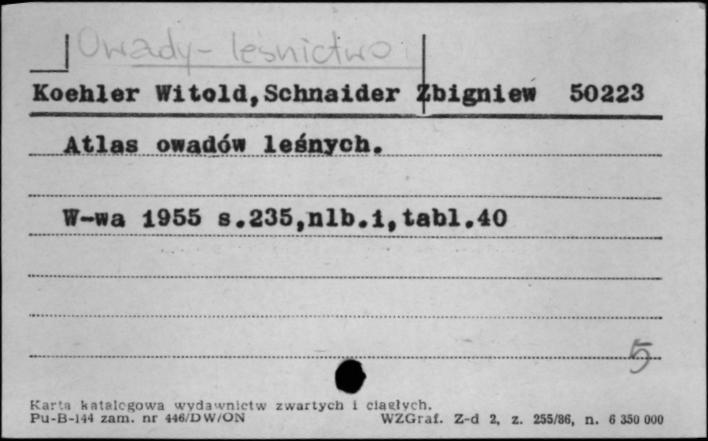 Owady - leśnictwo
Koehler Witold, Schnaider Zbigniew 50223
Atlas owadów leśnych.
W-wa 1955 s.235,nlb.1,tabl.40
5
Karta katalogowa wydawnictw zwartych i ciągłych.
Pu-B-144 zam. nr 446/DW/ON WZGraf. Z-d 2, z. 255/86, n. 6 350 000